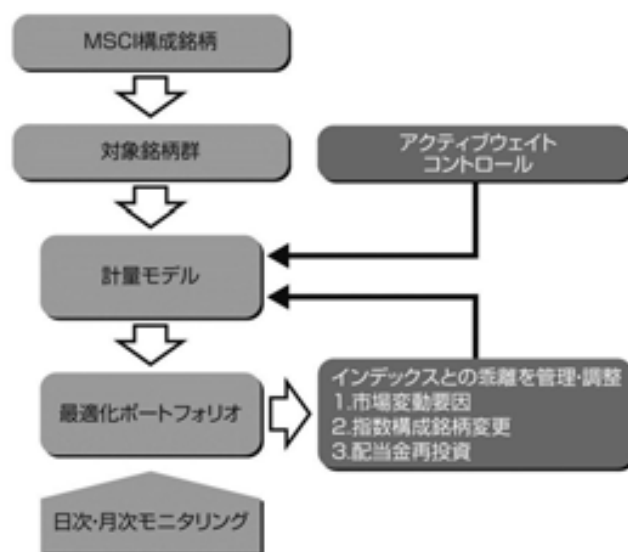 MSCI構成銘柄
対象銘柄群
アクティブウェイト
コントロール
計量モデル
最適化ポートフォリオ
インデックスとの乖離を管理・調整
1.市場変動要因
2.指数構成銘柄変更
3.配当金再投資
日次・月次モニタリング